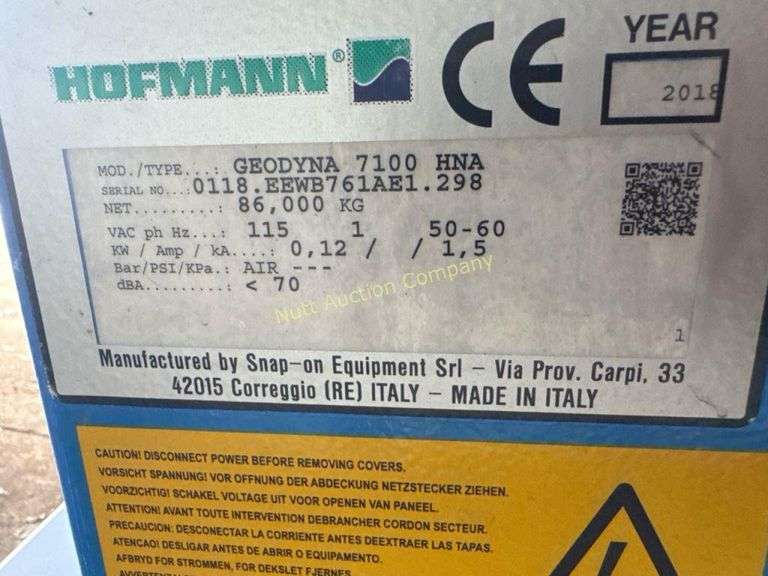 HOFMANN®
CE
YEAR
2018
MOD./TYPE...: GEODYNA 7100 HNA
SERIAL NO...:0118.EEWB761AE1.298
NET.........: 86,000 KG
VAC ph Hz...: 115 1 50-60
KW / Amp / kA....: 0,12 / / 1,5
Bar/PSI/KPa.: AIR ---
dBA.........: < 70
Nutt Auction Company
1
Manufactured by Snap-on Equipment Srl - Via Prov. Carpi, 33
42015 Correggio (RE) ITALY - MADE IN ITALY
CAUTION! DISCONNECT POWER BEFORE REMOVING COVERS.
VORSICHT SPANNUNG! VOR OFFNUNG DER ABDECKUNG NETZSTECKER ZIEHEN.
VOORZICHTIG! SCHAKEL VOLTAGE UIT VOOR OPENEN VAN PANEEL.
ATTENTION! AVANT TOUTE INTERVENTION DEBRANCHER CORDON SECTEUR.
PRECAUCION: DESCONECTAR LA CORRIENTE ANTES DEEXTRAER LAS TAPAS.
ATENCAO! DESLIGAR ANTES DE ABRIR O EQUIPAMENTO.
AFBRYD FOR STROMMEN, FOR DEKSLET FJERNES.